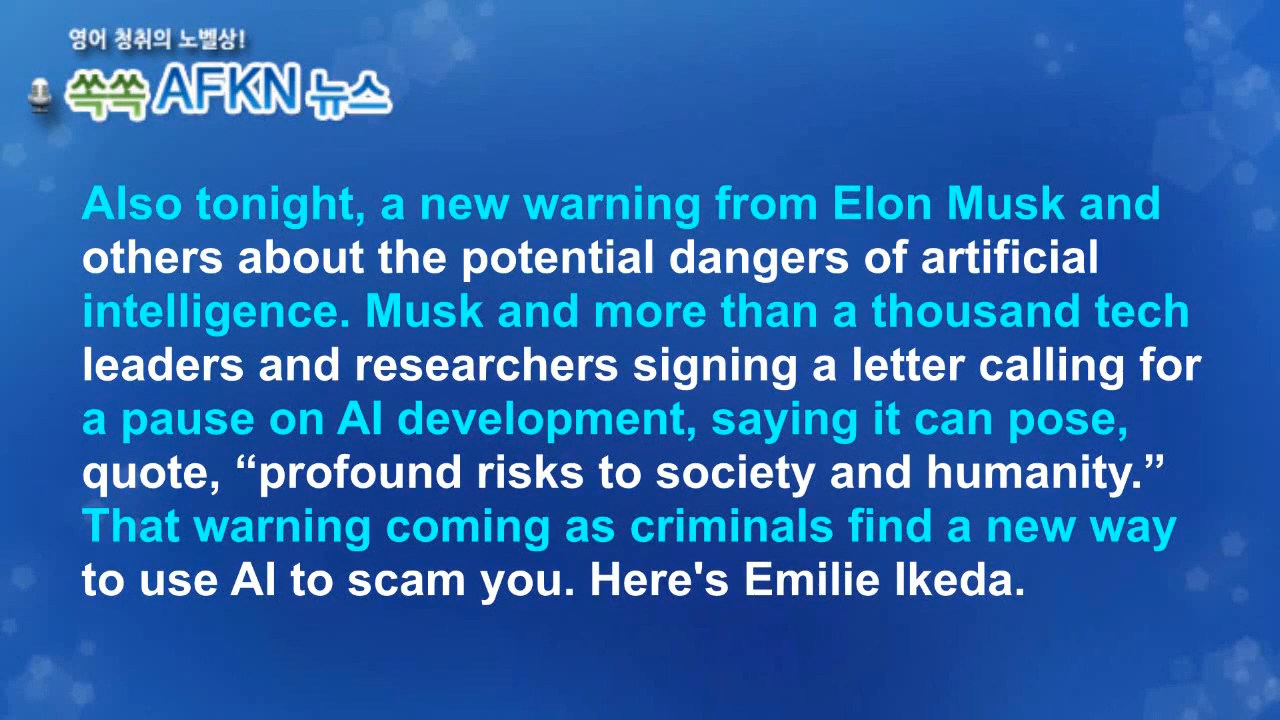 영어 청취의 노벨상!
쏙쏙 AFKN 뉴스
Also tonight, a new warning from Elon Musk and
others about the potential dangers of artificial
intelligence. Musk and more than a thousand tech
leaders and researchers signing a letter calling for
a pause on AI development, saying it can pose,
quote, “profound risks to society and humanity.”
That warning coming as criminals find a new way
to use AI to scam you. Here's Emilie Ikeda.